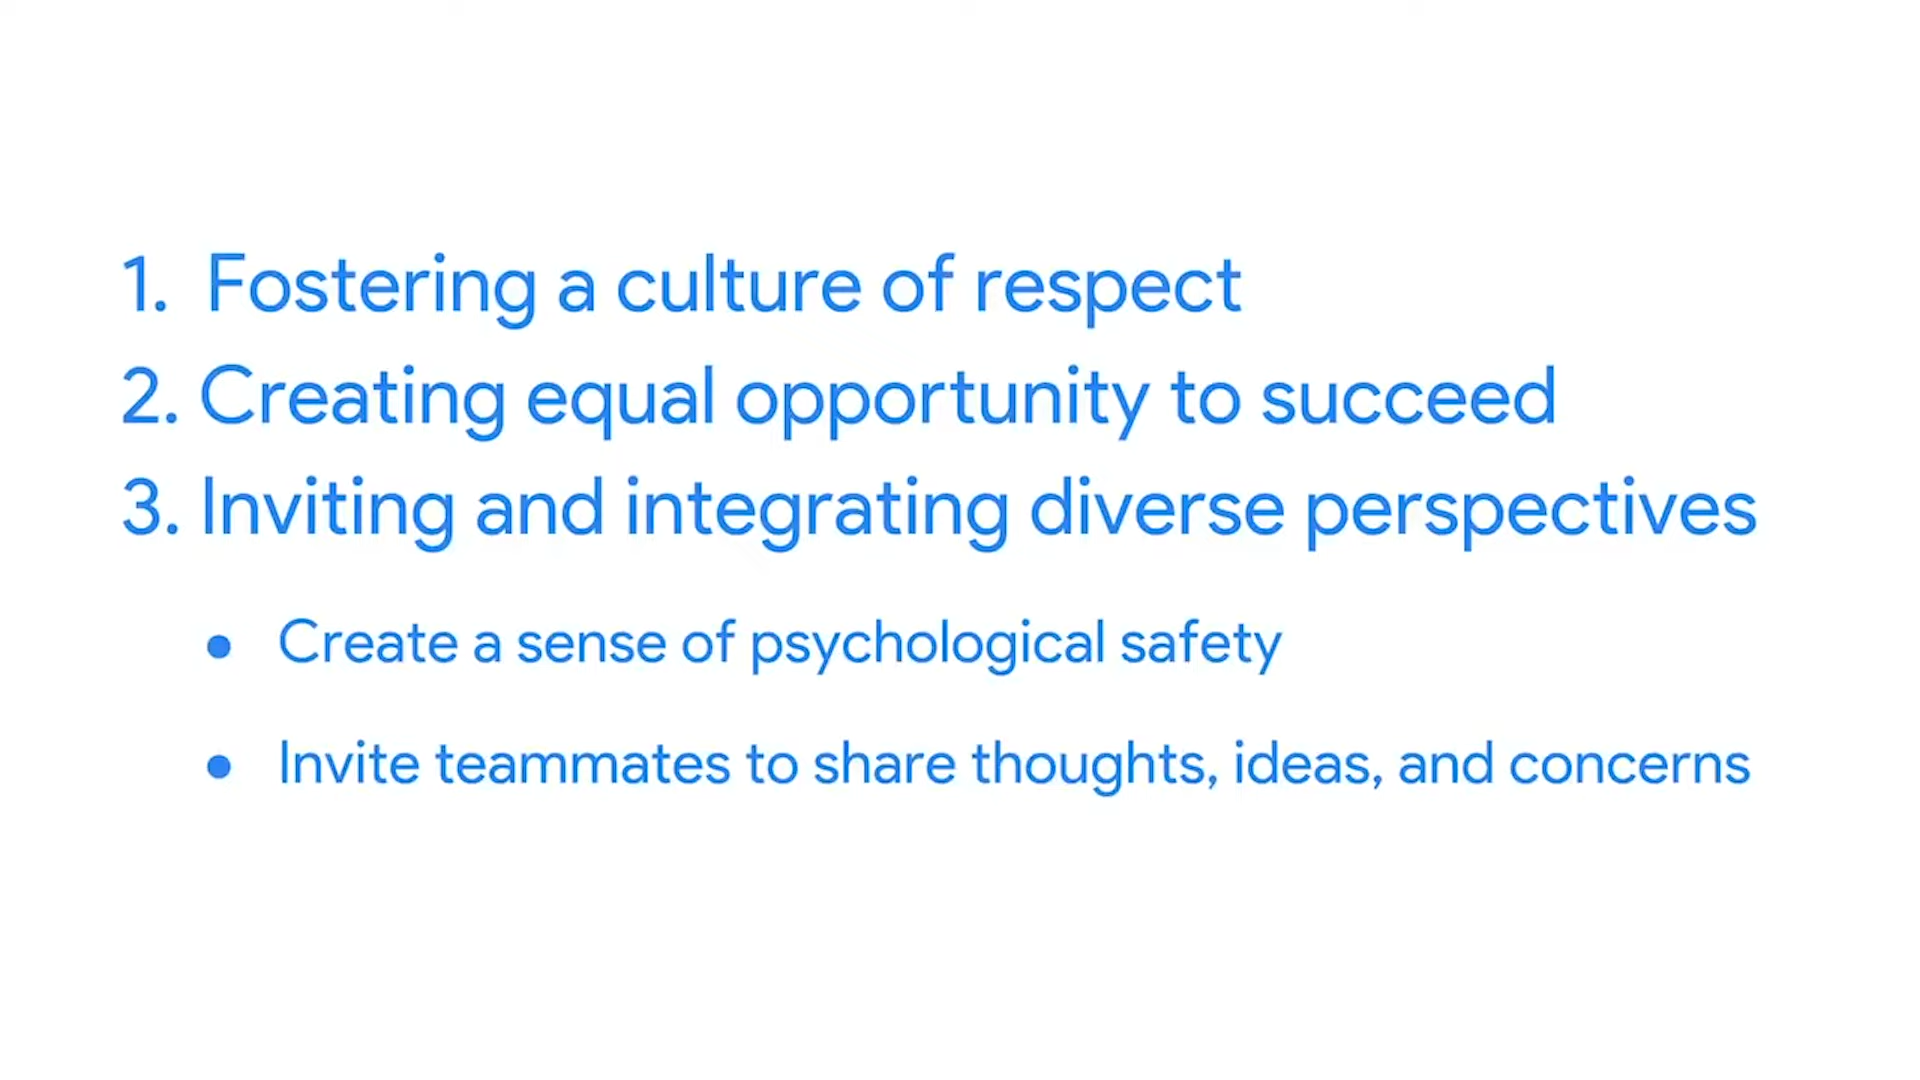 1. Fostering a culture of respect
2. Creating equal opportunity to succeed
3. Inviting and integrating diverse perspectives
● Create a sense of psychological safety
● Invite teammates to share thoughts, ideas, and concerns